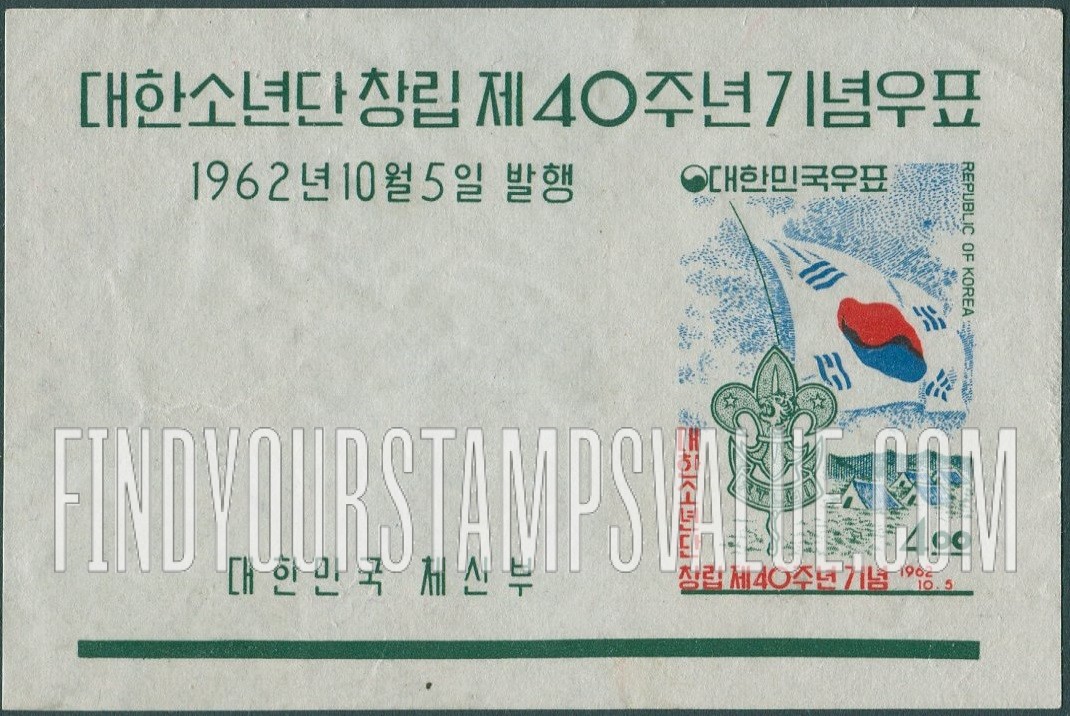 대한소년단 창립 제40주년 기념우표
1962년 10월 5일 발행
대한민국우표
REPUBLIC OF KOREA
대한소년단
창립 제40주년 기념
1962
10.5
4.00
FINDYOURSTAMPSVALUE.COM
대한민국 체신부